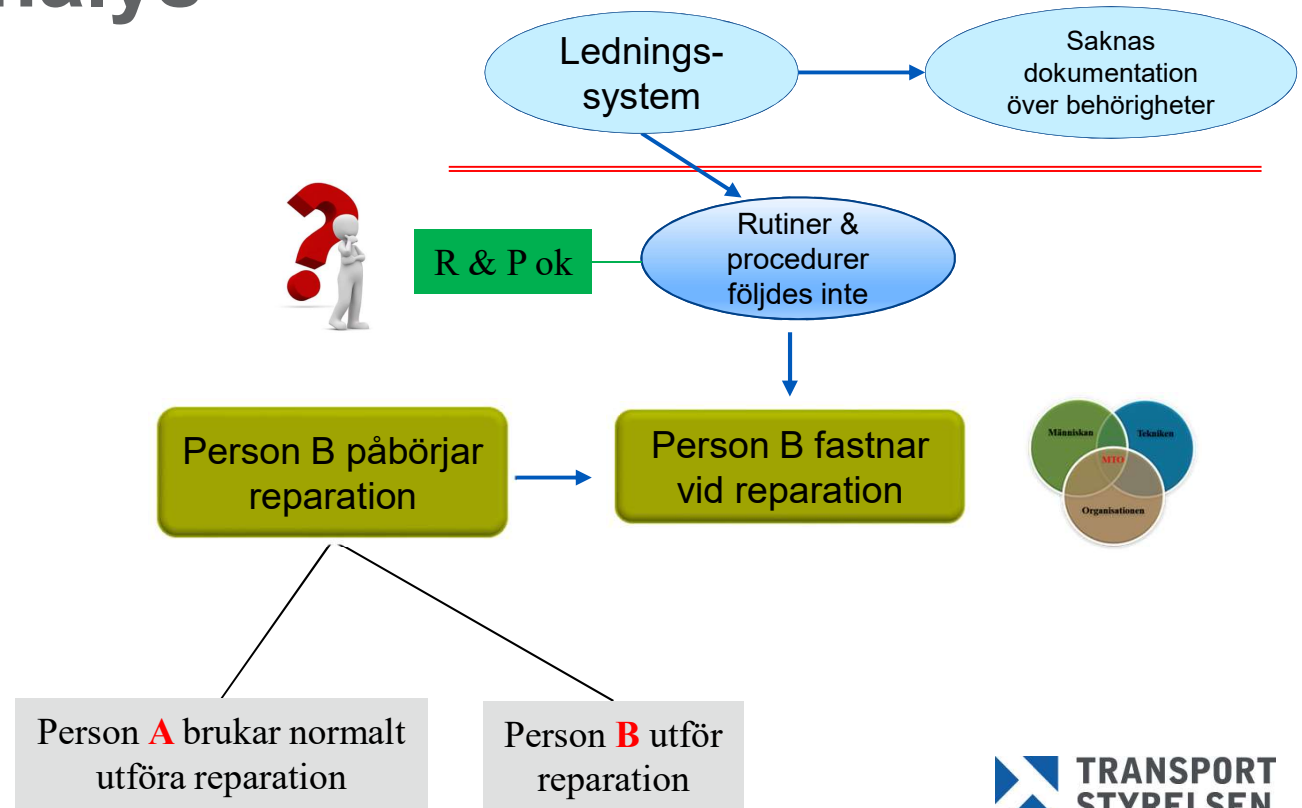 Lednings-
system
Saknas
dokumentation
över behörigheter
Rutiner &
procedurer
följdes inte
R & P ok
Person B påbörjar
reparation
Person B fastnar
vid reparation
Människan
Tekniken
MTO
Organisationen
Person A brukar normalt
utföra reparation
Person B utför
reparation
TRANSPORT
STYRELSEN